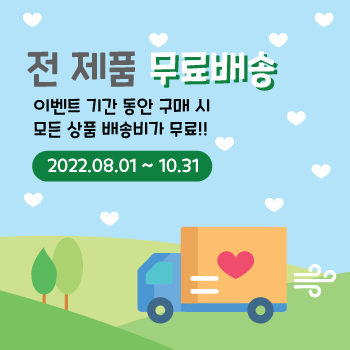 전 제품 무료배송
이벤트 기간 동안 구매 시
모든 상품 배송비가 무료!!
2022.08.01 ~ 10.31